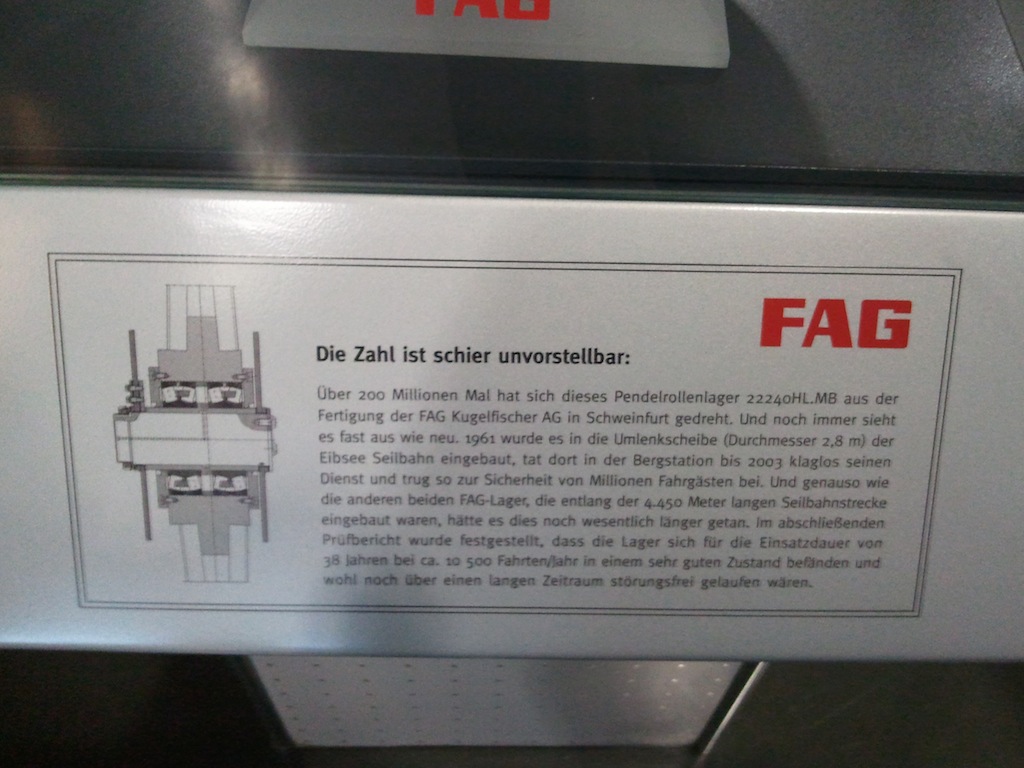 FAG
FAG
Die Zahl ist schier unvorstellbar:
Über 200 Millionen Mal hat sich dieses Pendelrollenlager 22240HL.MB aus der
Fertigung der FAG Kugelfischer AG in Schweinfurt gedreht. Und noch immer sieht
es fast aus wie neu. 1961 wurde es in die Umlenkscheibe (Durchmesser 2,8 m) der
Eibsee Seilbahn eingebaut, tat dort in der Bergstation bis 2003 klaglos seinen
Dienst und trug so zur Sicherheit von Millionen Fahrgästen bei. Und genauso wie
die anderen beiden FAG-Lager, die entlang der 4.450 Meter langen Seilbahnstrecke
eingebaut waren, hätte es dies noch wesentlich länger getan. Im abschließenden
Prüfbericht wurde festgestellt, dass die Lager sich für die Einsatzdauer von
38 Jahren bei ca. 10 500 Fahrten/Jahr in einem sehr guten Zustand befänden und
wohl noch über einen langen Zeitraum störungsfrei gelaufen wären.